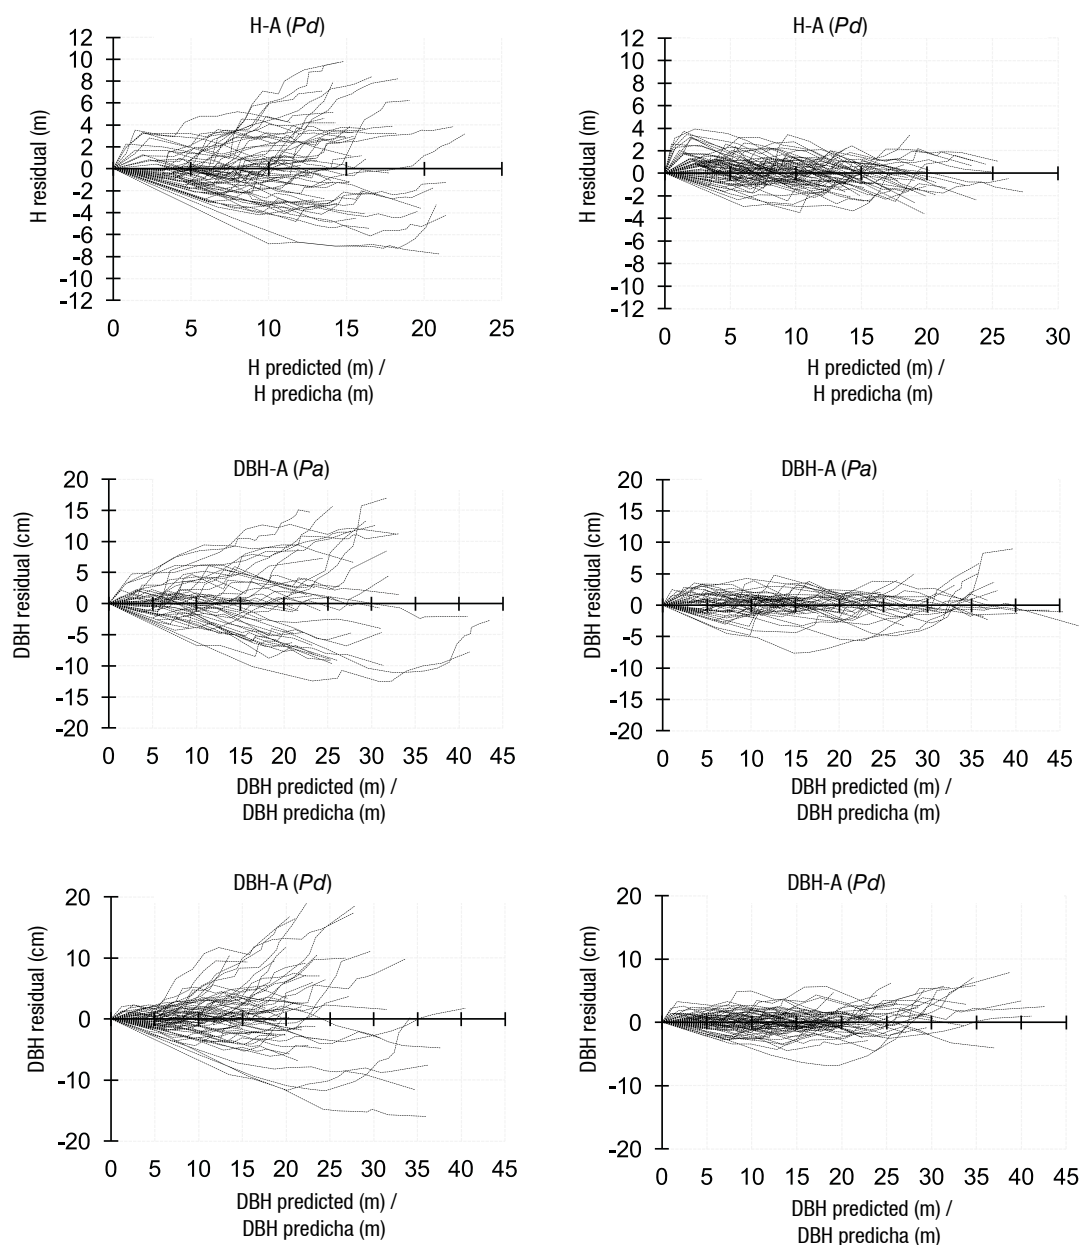 H-A (Pd)
12
10
8
6
4
2
0
-2
-4
-6
-8
-10
-12
H residual (m)
0 5 10 15 20 25
H predicted (m) /
H predicha (m)
H-A (Pd)
12
10
8
6
4
2
0
-2
-4
-6
-8
-10
-12
H residual (m)
0 5 10 15 20 25 30
H predicted (m) /
H predicha (m)
DBH-A (Pa)
20
15
10
5
0
-5
-10
-15
-20
DBH residual (cm)
0 5 10 15 20 25 30 35 40 45
DBH predicted (m) /
DBH predicha (m)
DBH-A (Pa)
20
15
10
5
0
-5
-10
-15
-20
DBH residual (cm)
0 5 10 15 20 25 30 35 40 45
DBH predicted (m) /
DBH predicha (m)
DBH-A (Pd)
20
10
0
-10
-20
DBH residual (cm)
0 5 10 15 20 25 30 35 40 45
DBH predicted (m) /
DBH predicha (m)
DBH-A (Pd)
20
10
0
-10
-20
DBH residual (cm)
0 5 10 15 20 25 30 35 40 45
DBH predicted (m) /
DBH predicha (m)